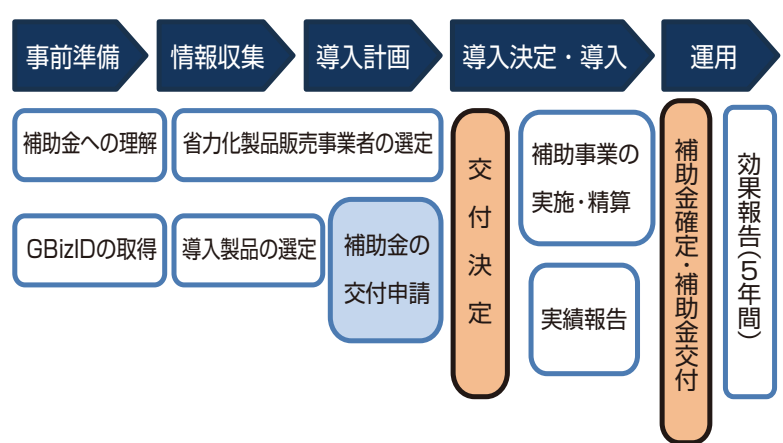 事前準備
情報収集
導入計画
導入決定・導入
運用
補助金への理解
省力化製品販売事業者の選定
GBizIDの取得
導入製品の選定
補助金の
交付申請
交付決定
補助事業の
実施・精算
実績報告
補助金確定・補助金交付
効果報告(5年間)